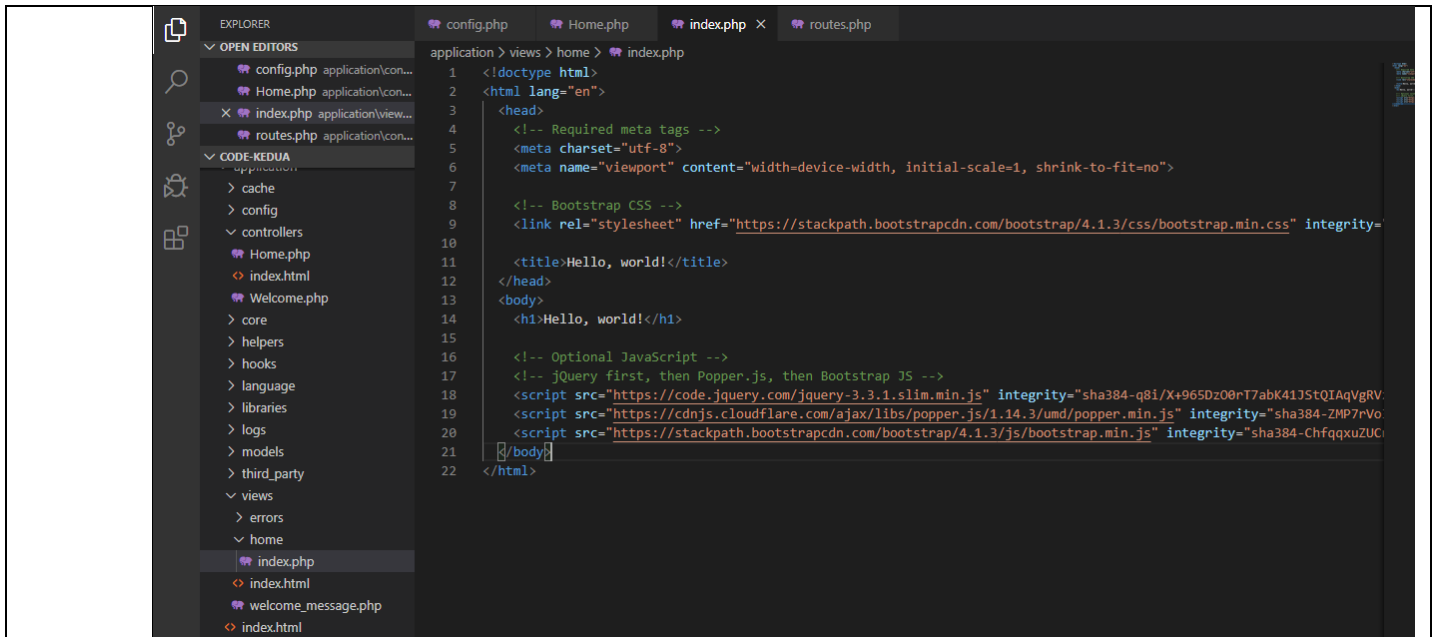 EXPLORER
OPEN EDITORS
config.php application\con...
Home.php application\con...
index.php application\view...
routes.php application\con...
CODE-KEDUA
application
cache
config
controllers
Home.php
index.html
Welcome.php
core
helpers
hooks
language
libraries
logs
models
third_party
views
errors
home
index.php
index.html
welcome_message.php
index.html
config.php Home.php index.php routes.php
application > views > home > index.php
1 <!doctype html>
2 <html lang="en">
3 <head>
4 <!-- Required meta tags -->
5 <meta charset="utf-8">
6 <meta name="viewport" content="width=device-width, initial-scale=1, shrink-to-fit=no">
7
8 <!-- Bootstrap CSS -->
9 <link rel="stylesheet" href="https://stackpath.bootstrapcdn.com/bootstrap/4.1.3/css/bootstrap.min.css" integrity=
10
11 <title>Hello, world!</title>
12 </head>
13 <body>
14 <h1>Hello, world!</h1>
15
16 <!-- Optional JavaScript -->
17 <!-- jQuery first, then Popper.js, then Bootstrap JS -->
18 <script src="https://code.jquery.com/jquery-3.3.1.slim.min.js" integrity="sha384-q8i/X+965DzO0rT7abK41JStQIAqVgRV
19 <script src="https://cdnjs.cloudflare.com/ajax/libs/popper.js/1.14.3/umd/popper.min.js" integrity="sha384-ZMP7rVo
20 <script src="https://stackpath.bootstrapcdn.com/bootstrap/4.1.3/js/bootstrap.min.js" integrity="sha384-ChfqqxuZUC
21 </body>
22 </html>